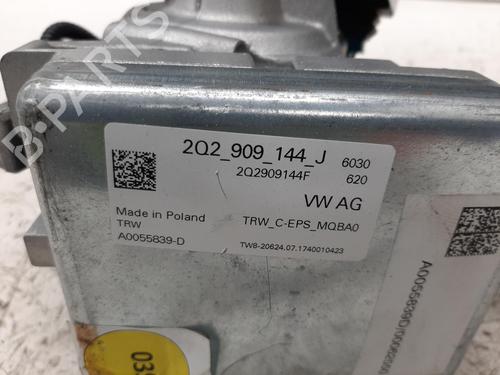 B-PARTS
2Q2_909_144_J 6030
2Q2909144F 620
VW AG
Made in Poland TRW_C-EPS_MQBA0
TRW
A0055839-D TW8-20624.07.1740010423